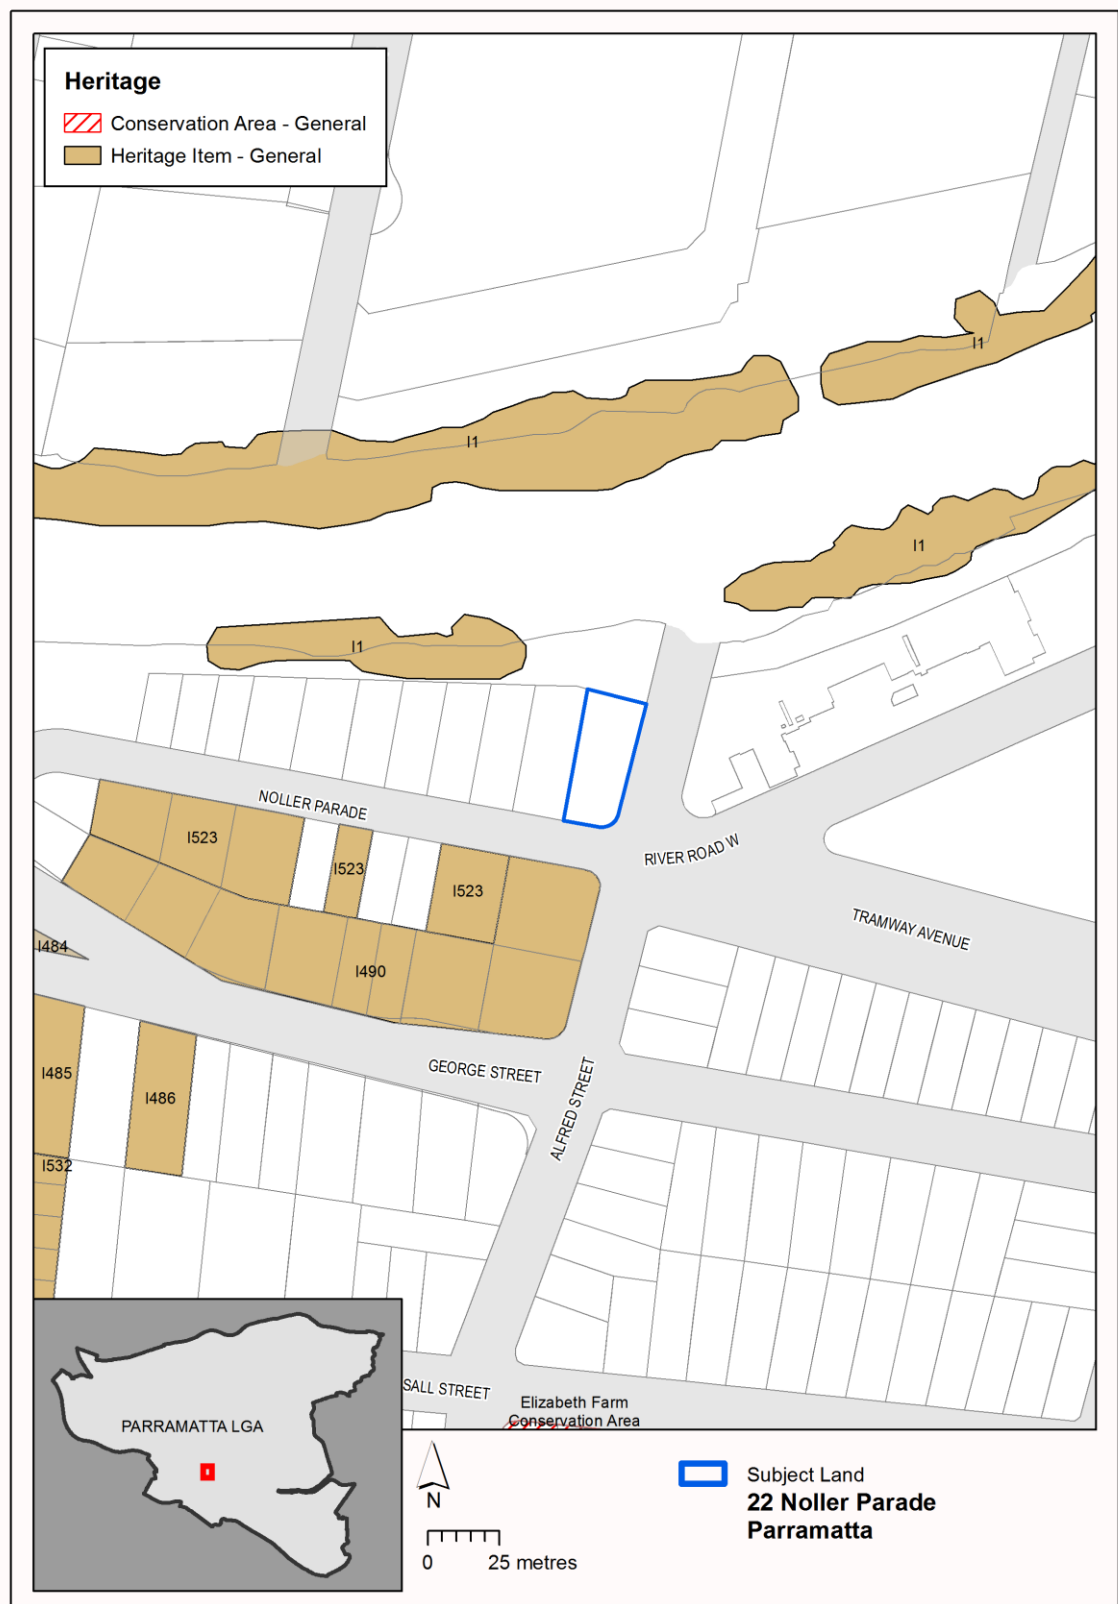 Heritage
Conservation Area - General
Heritage Item - General
I1
I1
I1
I1
NOLLER PARADE
I523
I523
I523
RIVER ROAD W
TRAMWAY AVENUE
I484
I490
GEORGE STREET
ALFRED STREET
I485
I486
I532
SALL STREET
Elizabeth Farm
Conservation Area
PARRAMATTA LGA
N
0 25 metres
Subject Land
22 Noller Parade
Parramatta